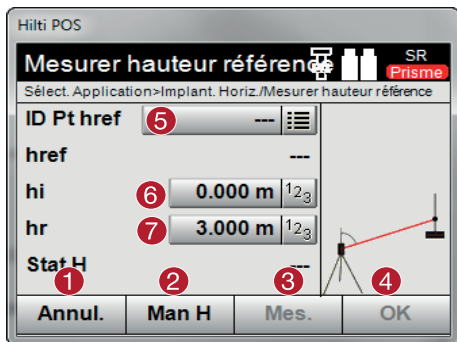 Hilti POS
Mesurer hauteur référence
SR
Prisme
Sélect. Application>Implant. Horiz./Mesurer hauteur référence
ID Pt href 5 ---
href ---
hi 6 0.000 m 123
hr 7 3.000 m 123
Stat H ---
1 2 3 4
Annul. Man H Mes. OK